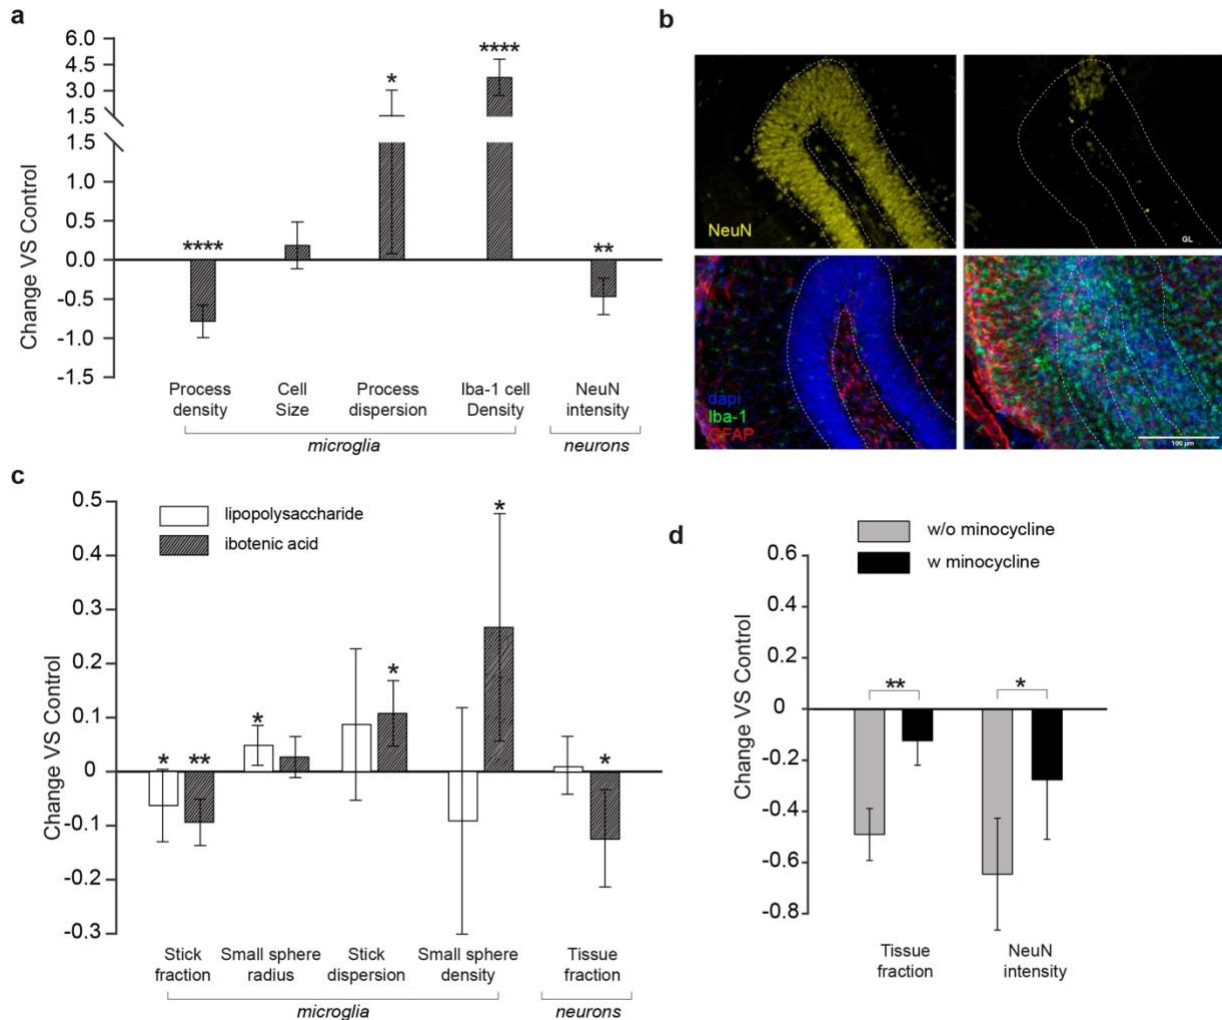 a
6.0
4.5
3.0
1.5
1.5
1.0
0.5
0.0
-0.5
-1.0
-1.5
Change VS Control
****
*
****
**
Process density
Cell Size
Process dispersion
Iba-1 cell Density
NeuN intensity
microglia
neurons
b
NeuN
GL
dapi
Iba-1
GFAP
100 µm
c
0.5
0.4
0.3
0.2
0.1
0
-0.1
-0.2
-0.3
Change VS Control
lipopolysaccharide
ibotenic acid
*
**
*
*
*
*
Stick fraction
Small sphere radius
Stick dispersion
Small sphere density
Tissue fraction
microglia
neurons
d
w/o minocycline
w minocycline
0.6
0.4
0.2
0
-0.2
-0.4
-0.6
-0.8
Change VS Control
**
*
Tissue fraction
NeuN intensity